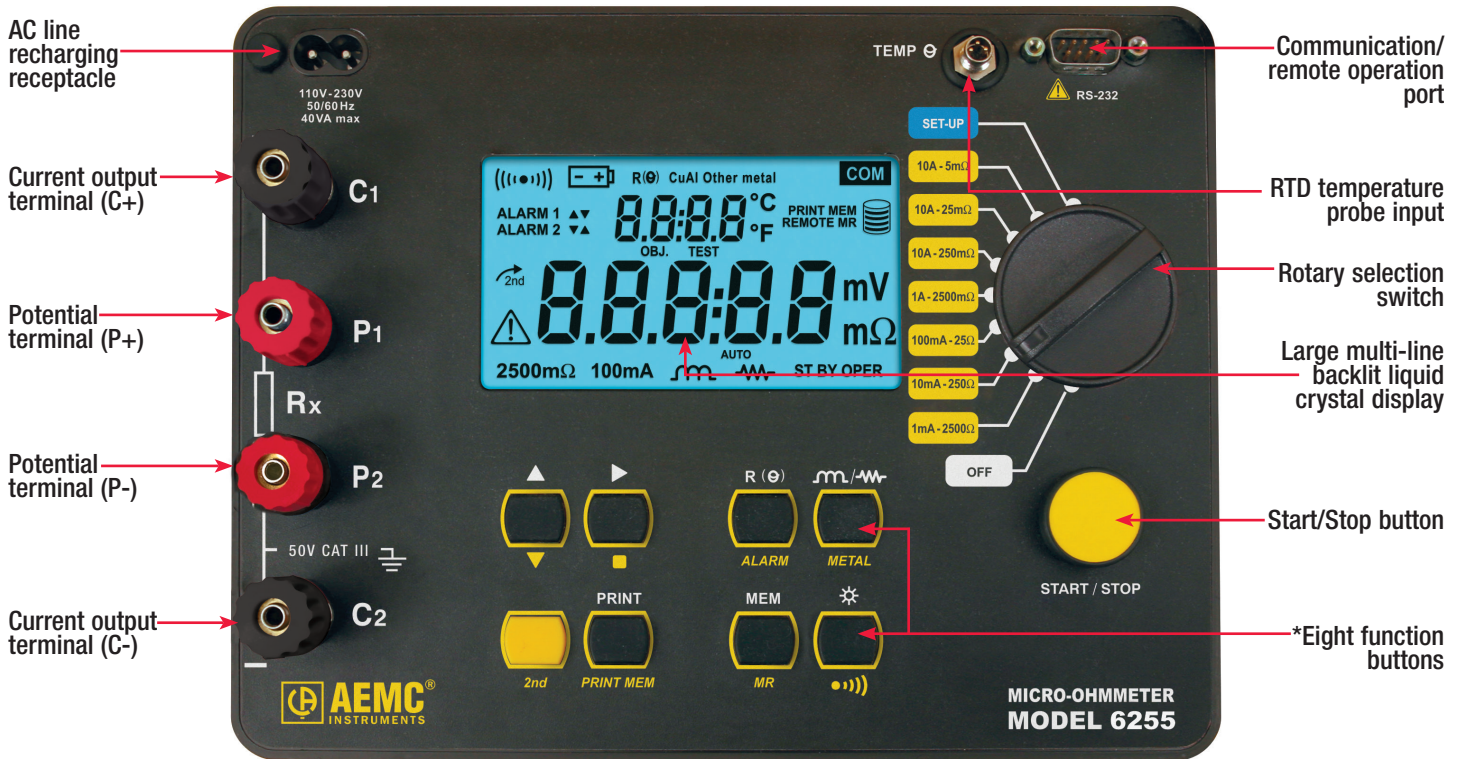 AC line
recharging
receptacle
110V-230V
50/60 Hz
40VA max
TEMP Θ
RS-232
Communication/
remote operation
port
Current output
terminal (C+)
C1
Potential
terminal (P+)
P1
Rx
Potential
terminal (P-)
P2
50V CAT III
Current output
terminal (C-)
C2
AEMC®
INSTRUMENTS
R(Θ) CuAl Other metal
COM
ALARM 1 ▲▼
ALARM 2 ▼▲
8.8:8.8 °C
°F
PRINT MEM
REMOTE MR
OBJ. TEST
2nd
8.8.8:8.8 mV
mΩ
AUTO
2500mΩ 100mA
ST BY OPER
SET-UP
10A - 5mΩ
10A - 25mΩ
10A - 250mΩ
1A - 2500mΩ
100mA - 25Ω
10mA - 250Ω
1mA - 2500Ω
OFF
RTD temperature
probe input
Rotary selection
switch
Large multi-line
backlit liquid
crystal display
R (Θ)
ALARM
METAL
PRINT
MEM
2nd
PRINT MEM
MR
START / STOP
Start/Stop button
*Eight function
buttons
MICRO-OHMMETER
MODEL 6255